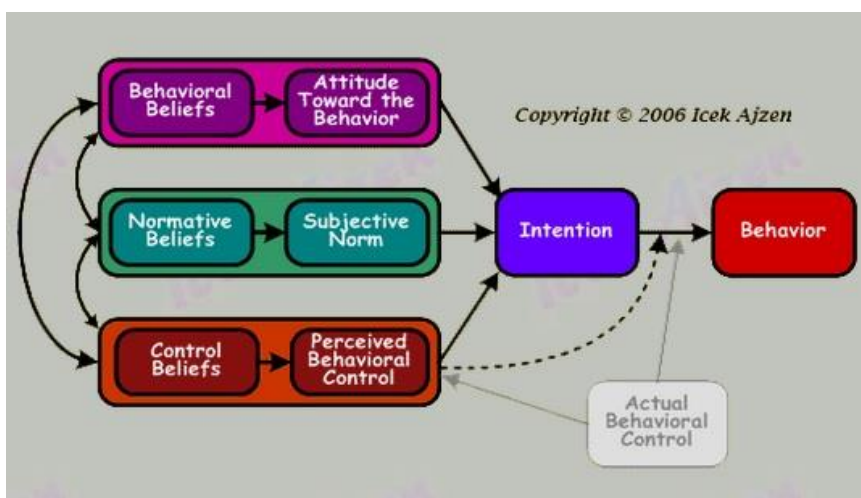 Behavioral
Beliefs
Attitude
Toward the
Behavior
Copyright © 2006 Icek Ajzen
Normative
Beliefs
Subjective
Norm
Intention
Behavior
Control
Beliefs
Perceived
Behavioral
Control
Actual
Behavioral
Control